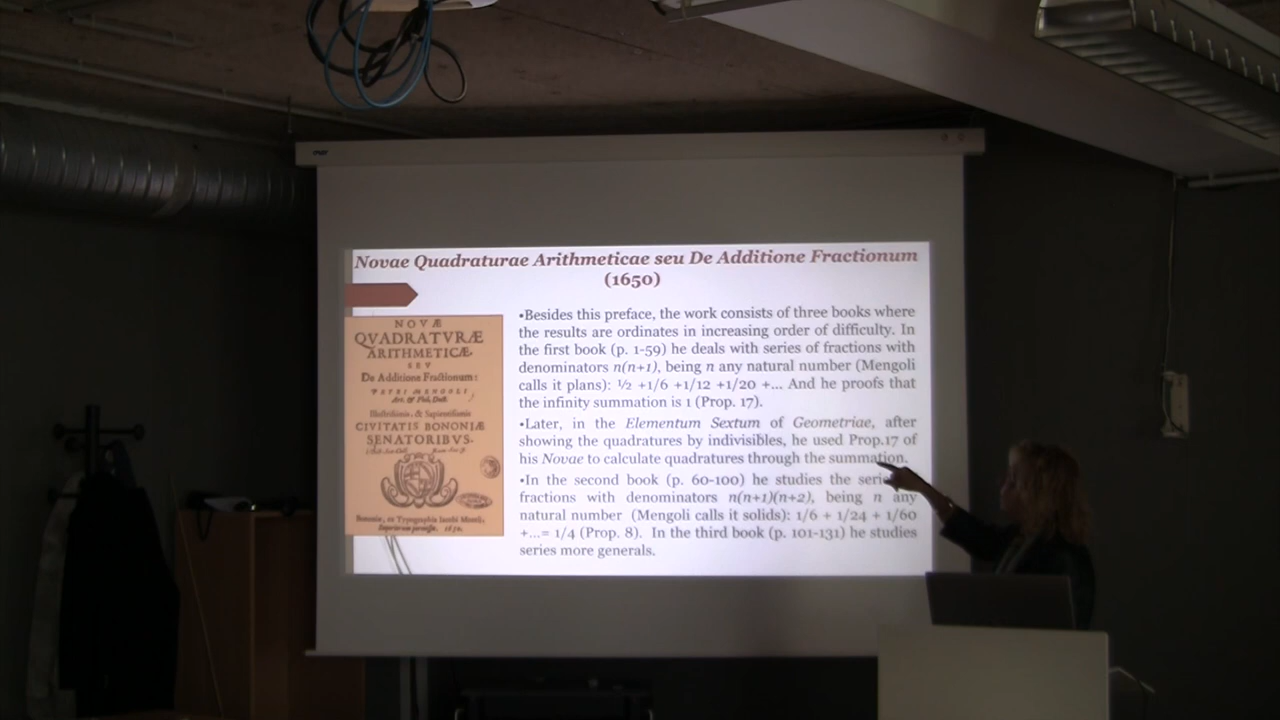 Novae Quadraturae Arithmeticae seu De Additione Fractionum
(1650)
NOVÆ
QVADRATVRÆ
ARITHMETICÆ,
SEV
De Additione Fractionum:
PETRI MENGOLI
Illustrissimis, & Sapientissimis
CIVITATIS BONONIÆ
SENATORIBVS.
Bononiæ, ex Typographia Iacobi Montij,
•Besides this preface, the work consists of three books where
the results are ordinates in increasing order of difficulty. In
the first book (p. 1-59) he deals with series of fractions with
denominators n(n+1), being n any natural number (Mengoli
calls it plans): ½ +1/6 +1/12 +1/20 +... And he proofs that
the infinity summation is 1 (Prop. 17).
•Later, in the Elementum Sextum of Geometriae, after
showing the quadratures by indivisibles, he used Prop.17 of
his Novae to calculate quadratures through the summation.
•In the second book (p. 60-100) he studies the
fractions with denominators n(n+1)(n+2), being n any
natural number (Mengoli calls it solids): 1/6 + 1/24 + 1/60
+...= 1/4 (Prop. 8). In the third book (p. 101-131) he studies
series more generals.